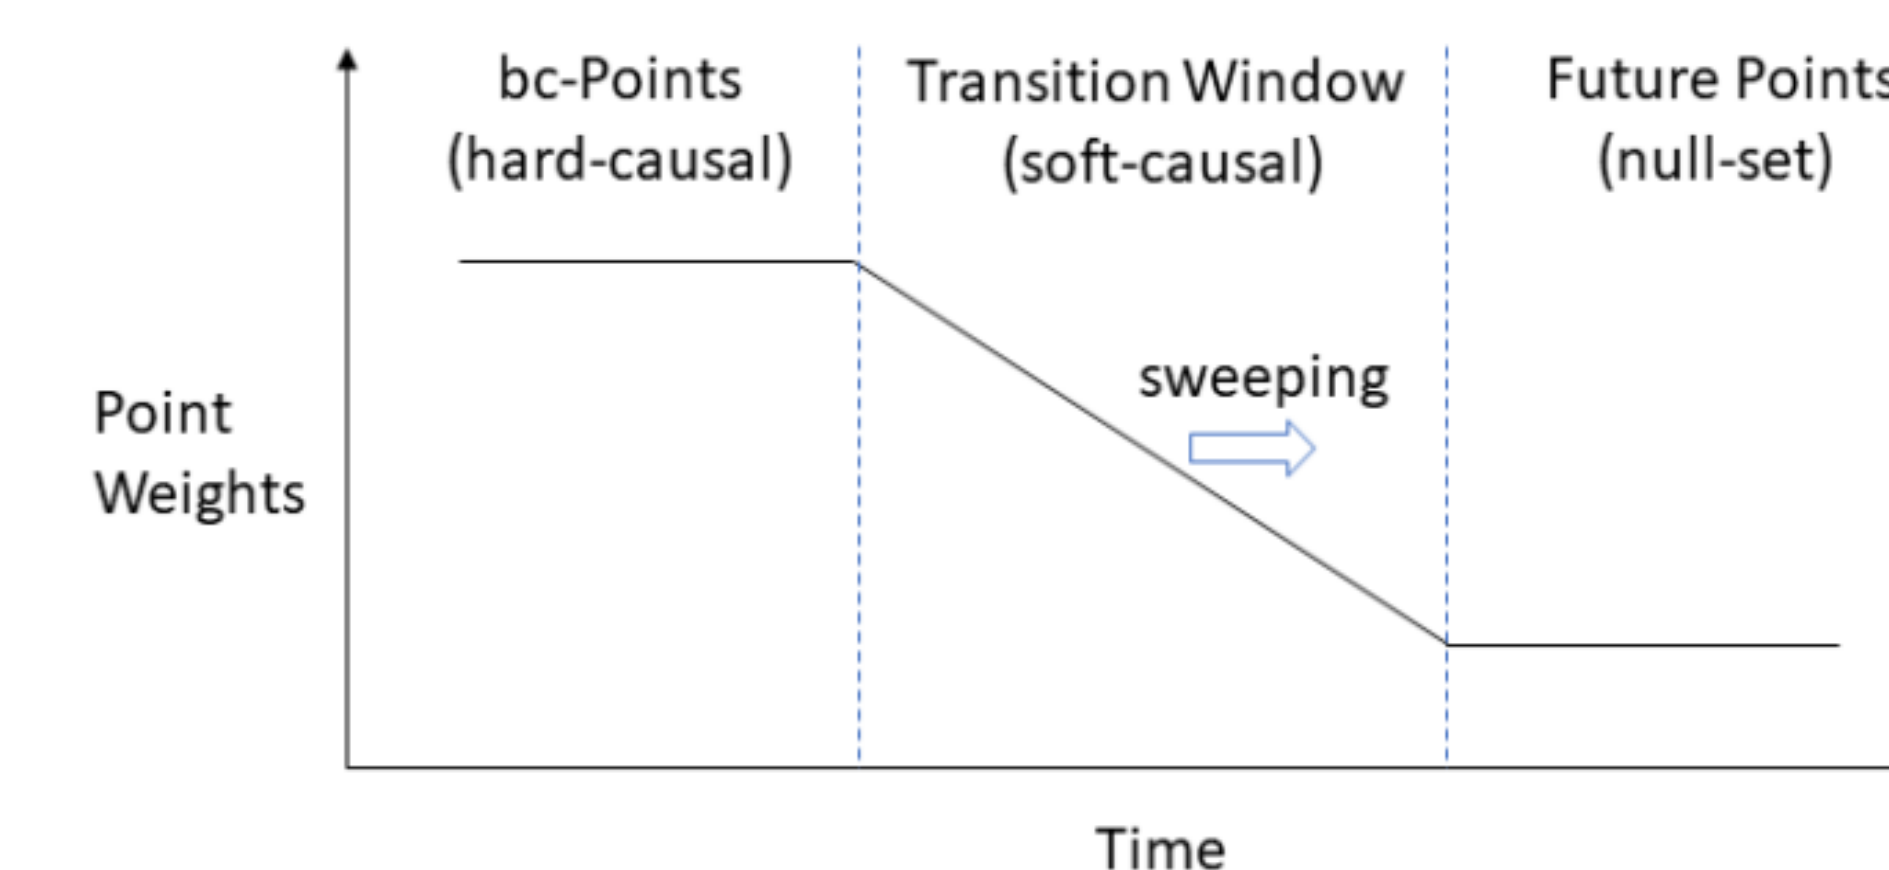 bc-Points
(hard-causal)
Transition Window
(soft-causal)
Future Points
(null-set)
sweeping
Point
Weights
Time